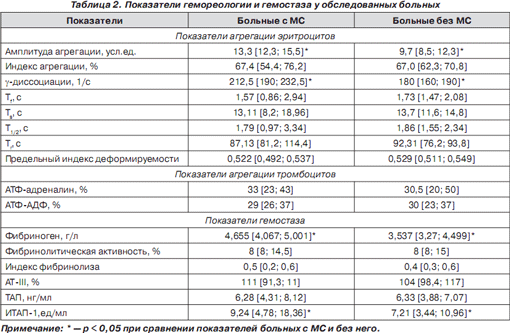 Таблица 2. Показатели гемореологии и гемостаза у обследованных больных
Показатели Больные с МС Больные без МС
Показатели агрегации эритроцитов
Амплитуда агрегации, усл.ед. 13,3 [12,3; 15,5]* 9,7 [8,5; 12,3]*
Индекс агрегации, % 67,4 [54,4; 76,2] 67,0 [62,3; 70,8]
γ-диссоциации, 1/с 212,5 [190; 232,5]* 180 [160; 190]*
Tf, с 1,57 [0,86; 2,94] 1,73 [1,47; 2,08]
Ts, с 13,11 [8,2; 18,96] 13,7 [11,6; 14,8]
T1/2, с 1,79 [0,97; 3,34] 1,86 [1,55; 2,34]
Tt, с 87,13 [81,2; 114,4] 92,31 [76,2; 93,8]
Предельный индекс деформируемости 0,522 [0,492; 0,537] 0,529 [0,511; 0,549]
Показатели агрегации тромбоцитов
АТФ-адреналин, % 33 [23; 43] 30,5 [20; 50]
АТФ-АДФ, % 29 [26; 37] 30 [23; 37]
Показатели гемостаза
Фибриноген, г/л 4,655 [4,067; 5,001]* 3,537 [3,27; 4,499]*
Фибринолитическая активность, % 8 [8; 14,5] 8 [8; 15]
Индекс фибринолиза 0,5 [0,2; 0,6] 0,4 [0,3; 0,6]
АТ-III, % 111 [91,3; 11] 104 [98,4; 117]
ТАП, нг/мл 6,28 [4,31; 8,12] 6,33 [3,88; 7,07]
ИТАП-1,ед/мл 9,24 [4,78; 18,36]* 7,21 [3,44; 10,96]*
Примечание: * — p < 0,05 при сравнении показателей больных с МС и без него.